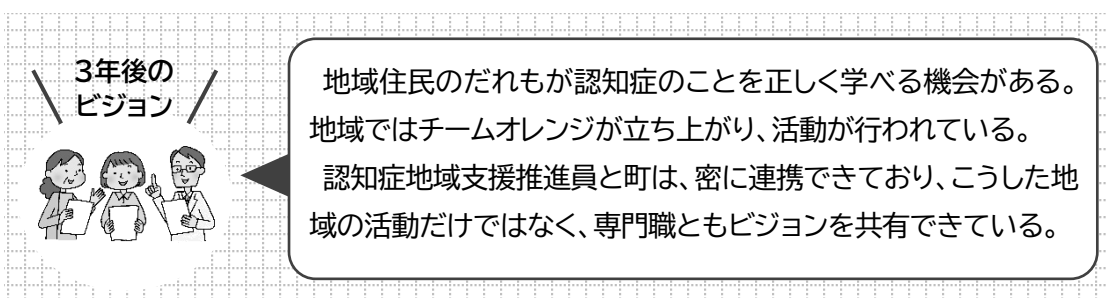 3年後の
ビジョン
地域住民のだれもが認知症のことを正しく学べる機会がある。
地域ではチームオレンジが立ち上がり、活動が行われている。
認知症地域支援推進員と町は、密に連携できており、こうした地
域の活動だけではなく、専門職ともビジョンを共有できている。